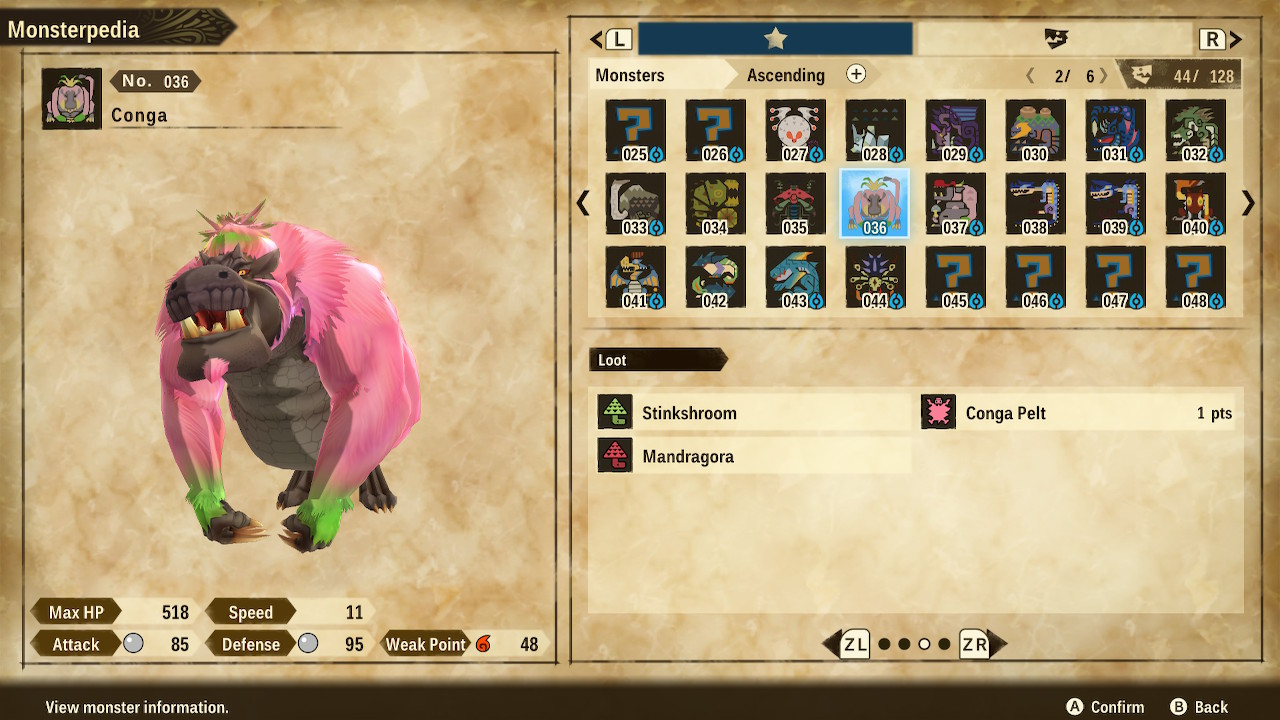 Monsterpedia
No. 036
Conga
Max HP 518 Speed 11
Attack 85 Defense 95 Weak Point 48
L R
Monsters Ascending + 2/ 6 44/ 128
025 026 027 028 029 030 031 032
033 034 035 036 037 038 039 040
041 042 043 044 045 046 047 048
Loot
Stinkshroom Conga Pelt 1 pts
Mandragora
ZL ZR
View monster information. A Confirm B Back